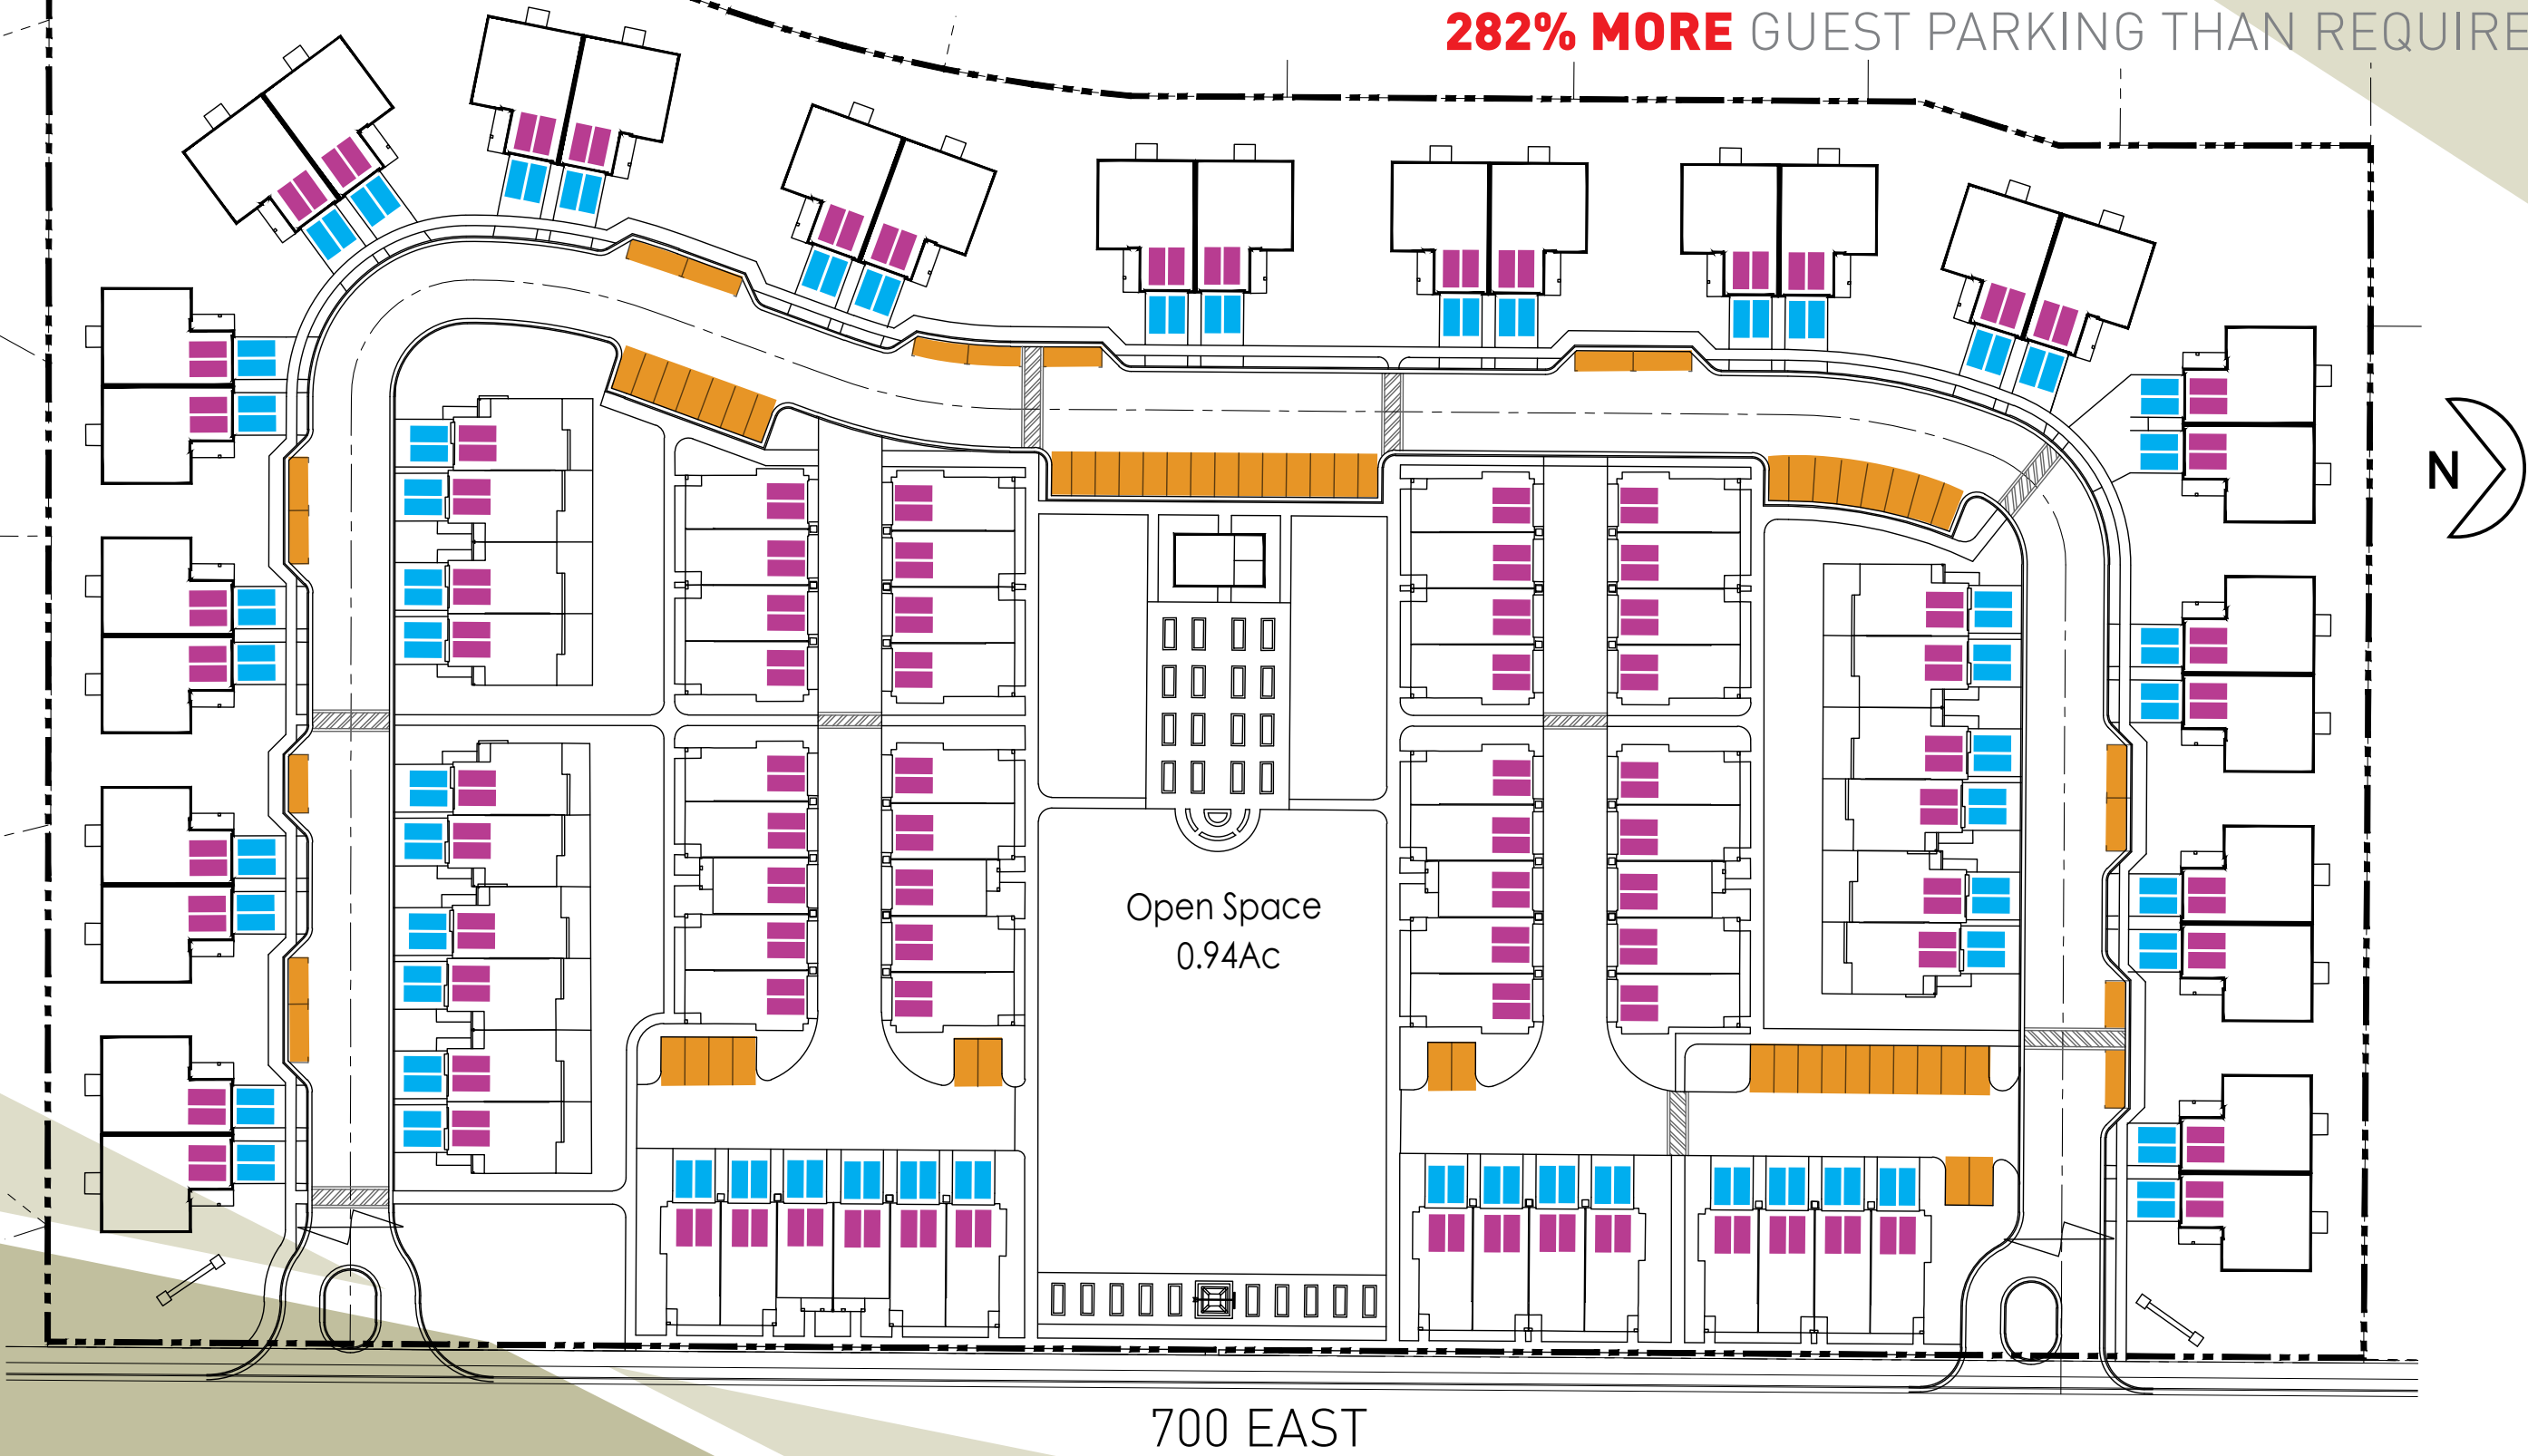 282% MORE GUEST PARKING THAN REQUIRE
N
Open Space
0.94Ac
700 EAST